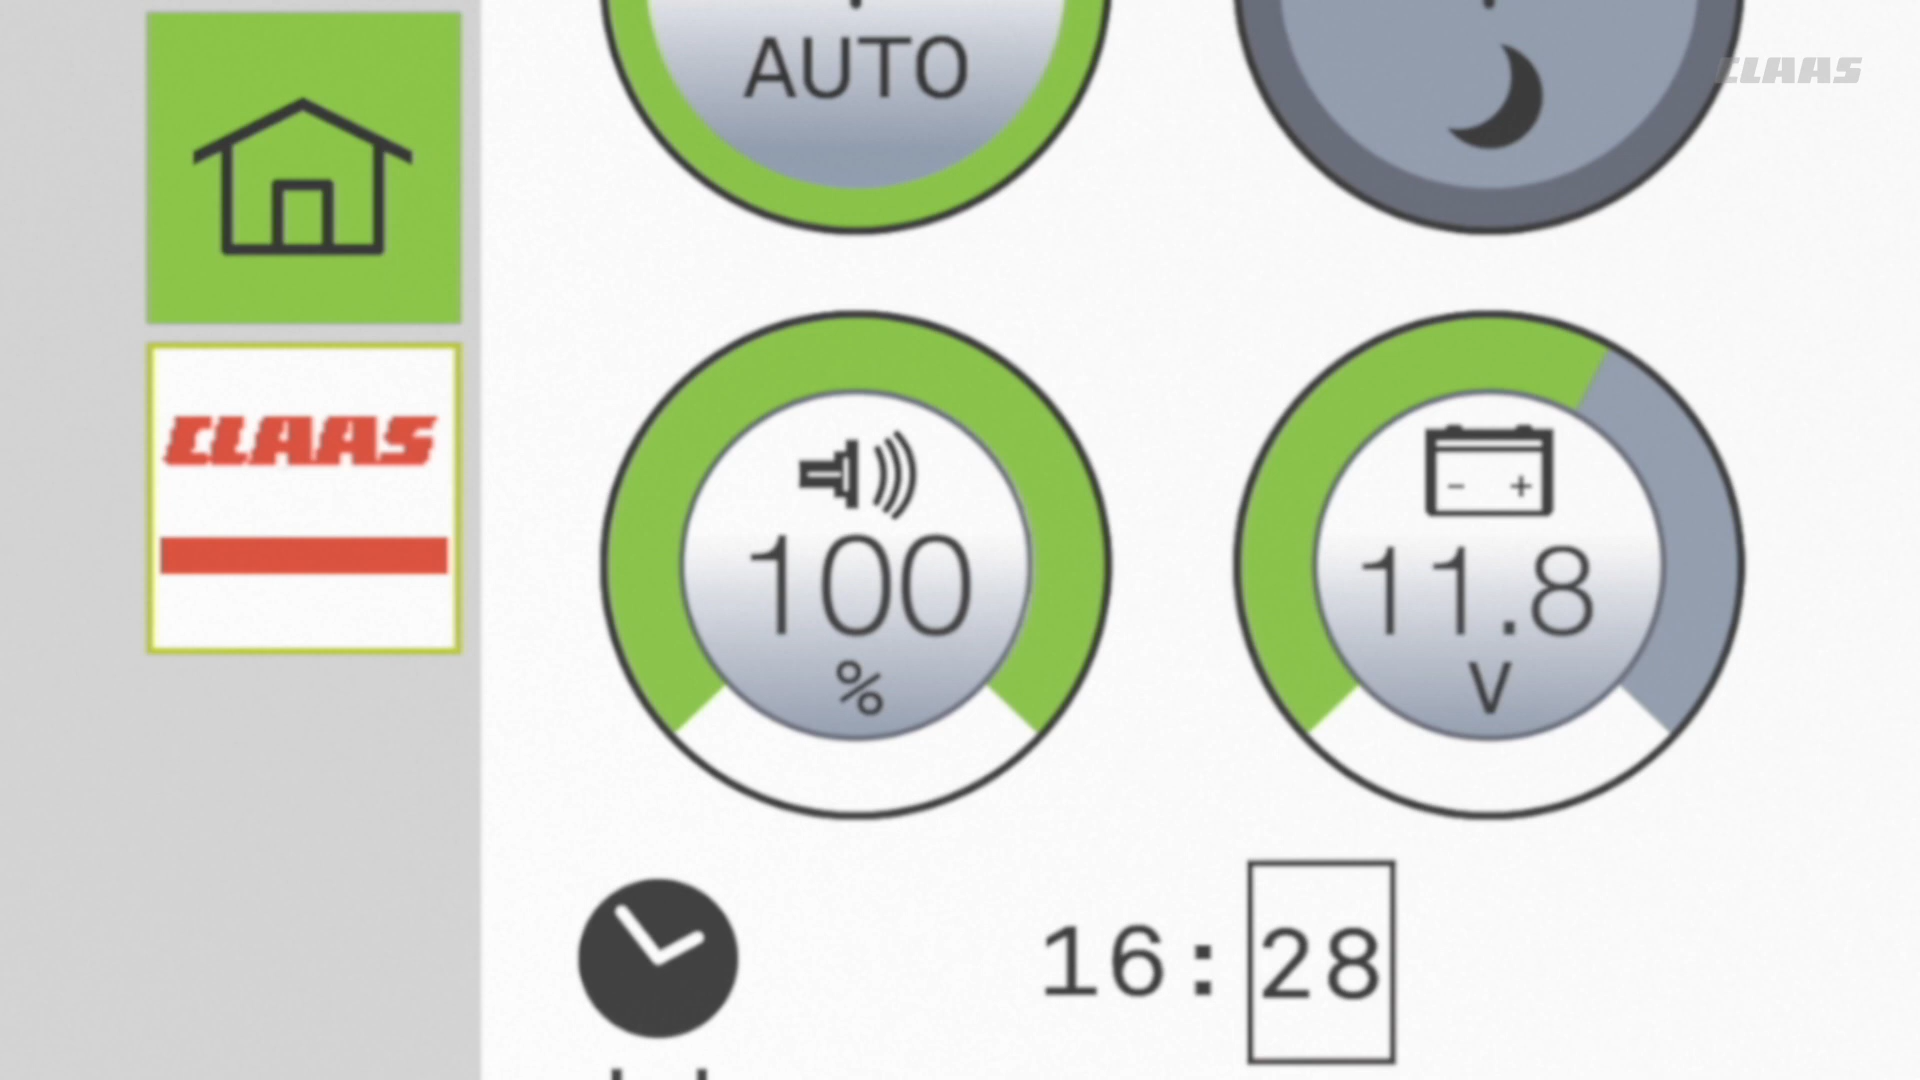 AUTO
CLAAS
CLAAS
100
%
- +
11.8
V
16:28